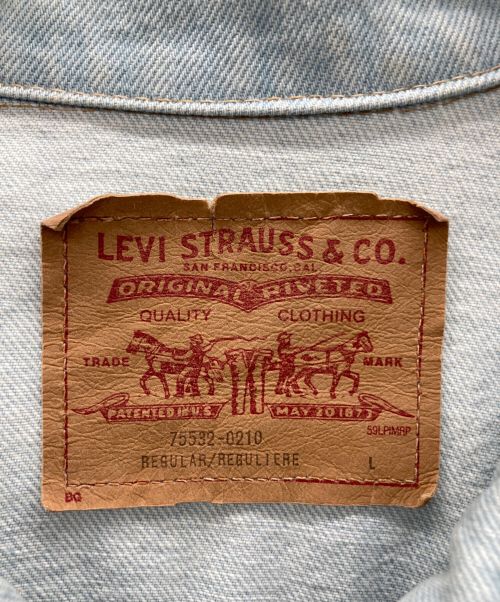 LEVI STRAUSS & CO.
SAN FRANCISCO, CAL
ORIGINAL RIVETED
QUALITY CLOTHING
TRADE MARK
PATENTED IN U.S. MAY 20 1873
59LPIMRP
75532-0210
REGULAR/REGULIERE L
BG